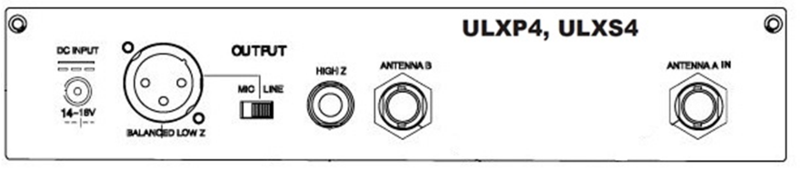 ULXP4, ULXS4
DC INPUT
14-18V
BALANCED LOW Z
OUTPUT
MIC LINE
HIGH Z
ANTENNA B
ANTENNA A IN